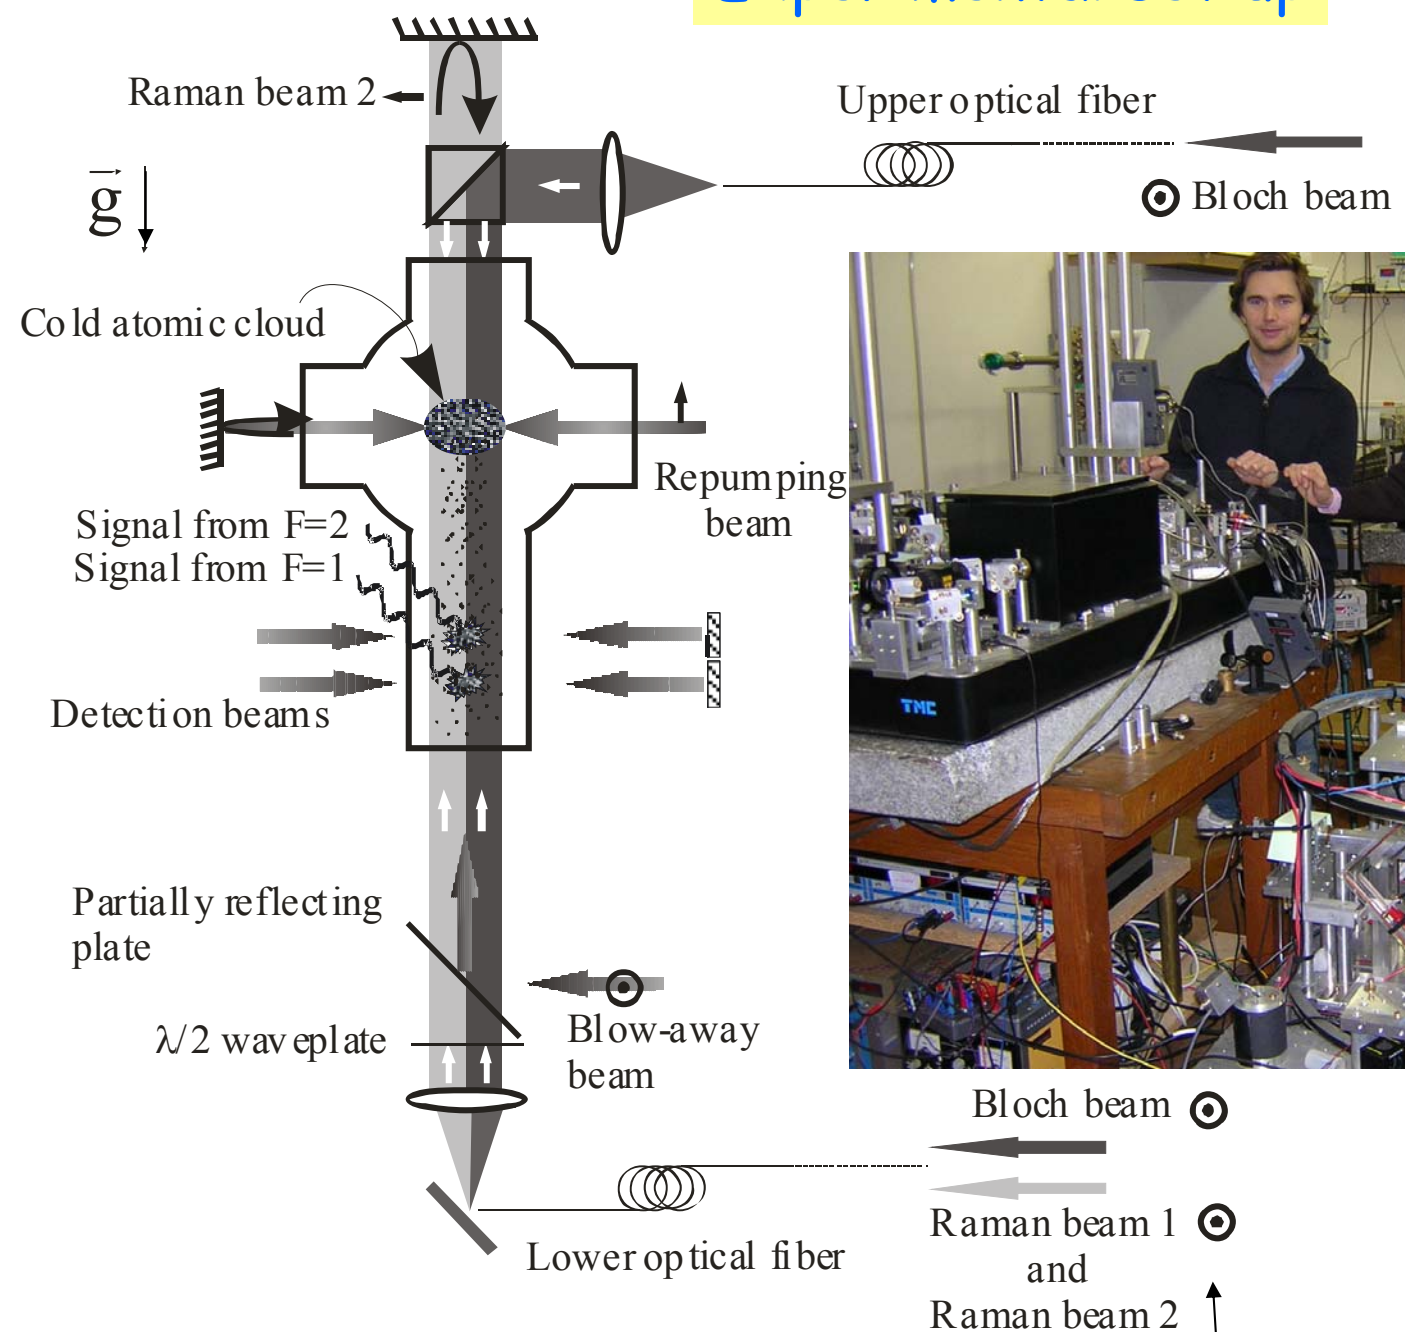 Experimental setup
Raman beam 2
Upper optical fiber
g
Bloch beam
Cold atomic cloud
Repumping
beam
Signal from F=2
Signal from F=1
Detection beams
TMC
Partially reflecting
plate
λ/2 waveplate
Blow-away
beam
Bloch beam
Raman beam 1
and
Raman beam 2
Lower optical fiber